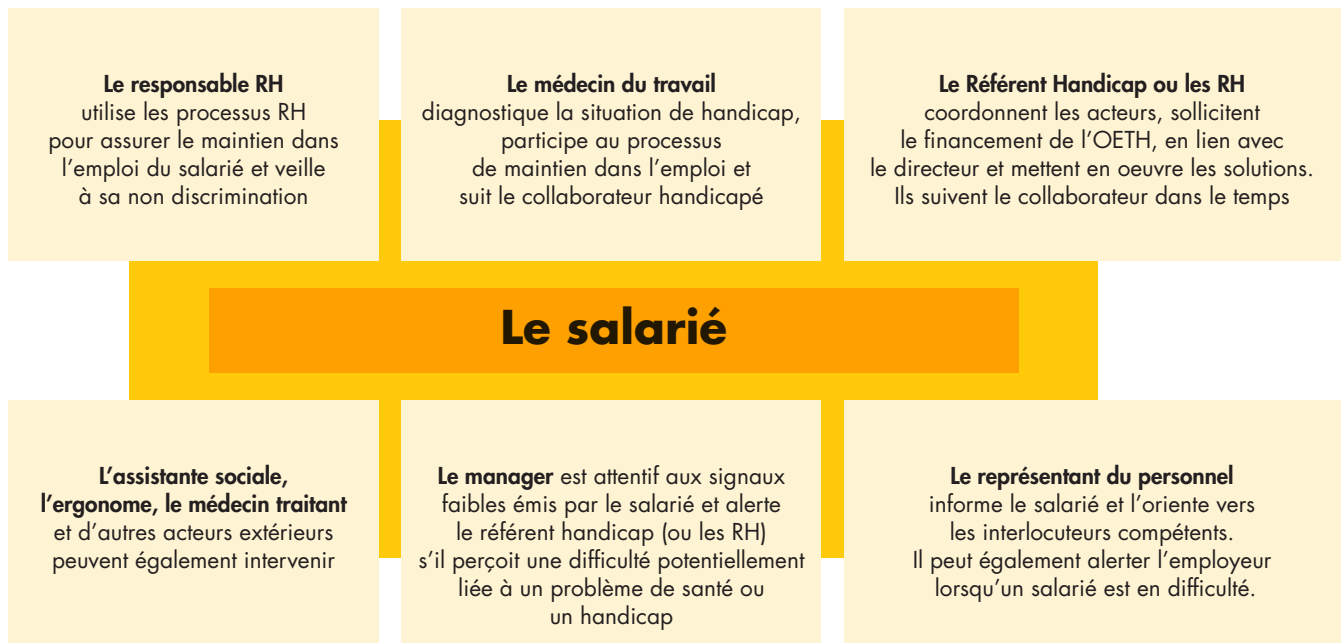 Le responsable RH
utilise les processus RH
pour assurer le maintien dans
l'emploi du salarié et veille
à sa non discrimination
Le médecin du travail
diagnostique la situation de handicap,
participe au processus
de maintien dans l'emploi et
suit le collaborateur handicapé
Le Référent Handicap ou les RH
coordonnent les acteurs, sollicitent
le financement de l'OETH, en lien avec
le directeur et mettent en oeuvre les solutions.
Ils suivent le collaborateur dans le temps
Le salarié
L'assistante sociale,
l'ergonome, le médecin traitant
et d'autres acteurs extérieurs
peuvent également intervenir
Le manager est attentif aux signaux
faibles émis par le salarié et alerte
le référent handicap (ou les RH)
s'il perçoit une difficulté potentiellement
liée à un problème de santé ou
un handicap
Le représentant du personnel
informe le salarié et l'oriente vers
les interlocuteurs compétents.
Il peut également alerter l'employeur
lorsqu'un salarié est en difficulté.